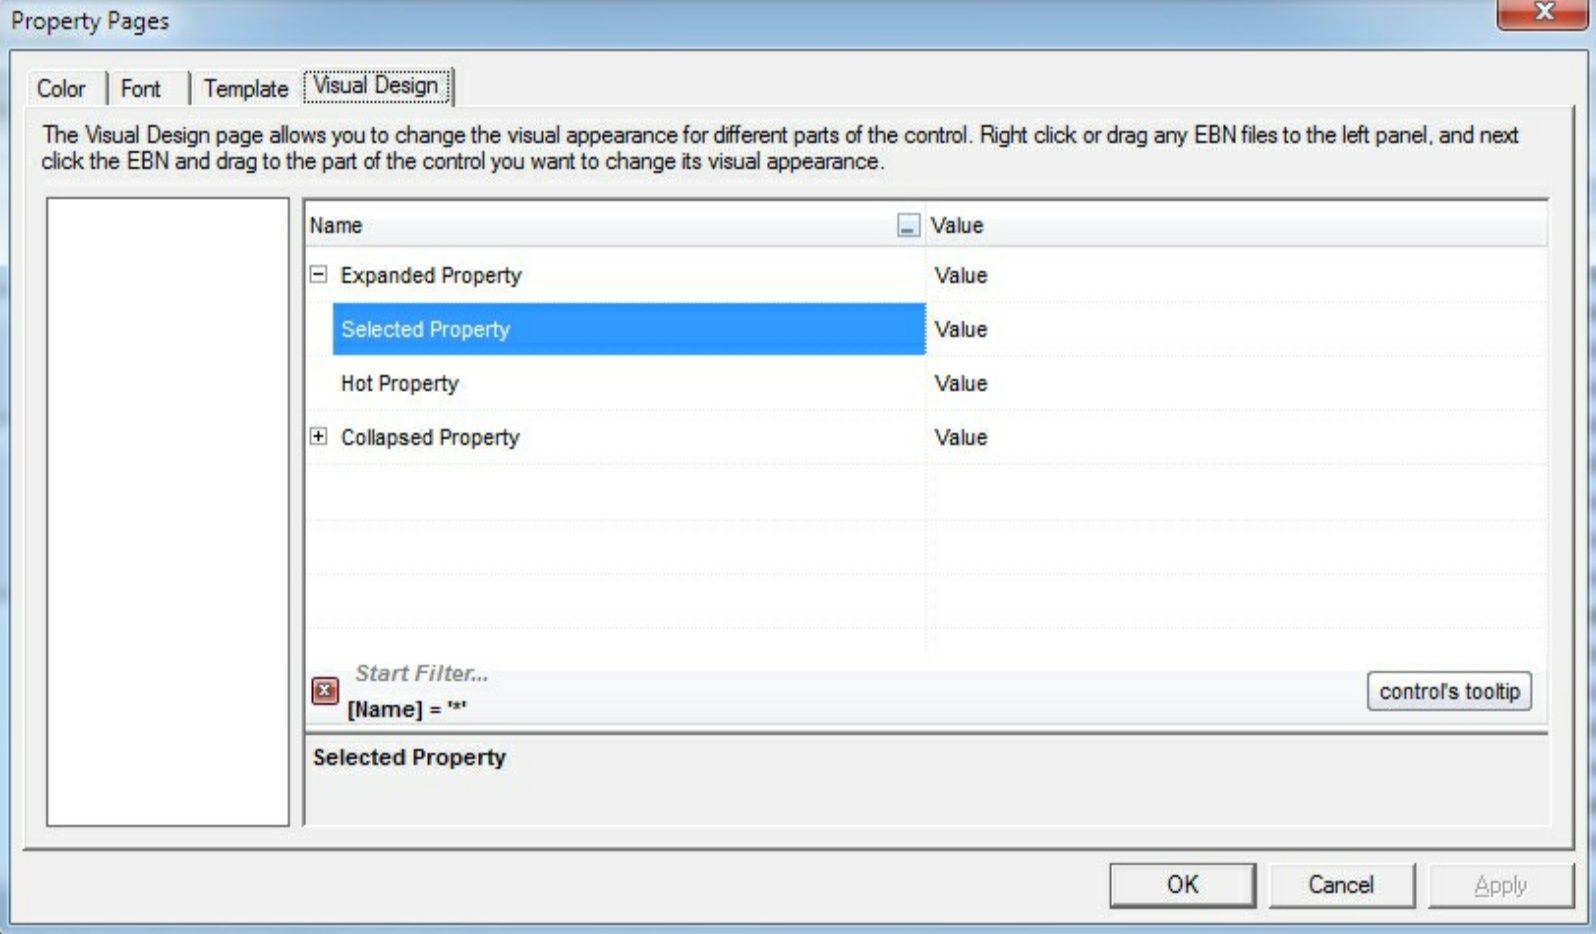 Property Pages
Color Font Template Visual Design
The Visual Design page allows you to change the visual appearance for different parts of the control. Right click or drag any EBN files to the left panel, and next
click the EBN and drag to the part of the control you want to change its visual appearance.
Name Value
Expanded Property Value
Selected Property Value
Hot Property Value
Collapsed Property Value
Start Filter...
[Name] = '*'
control's tooltip
Selected Property
OK Cancel Apply